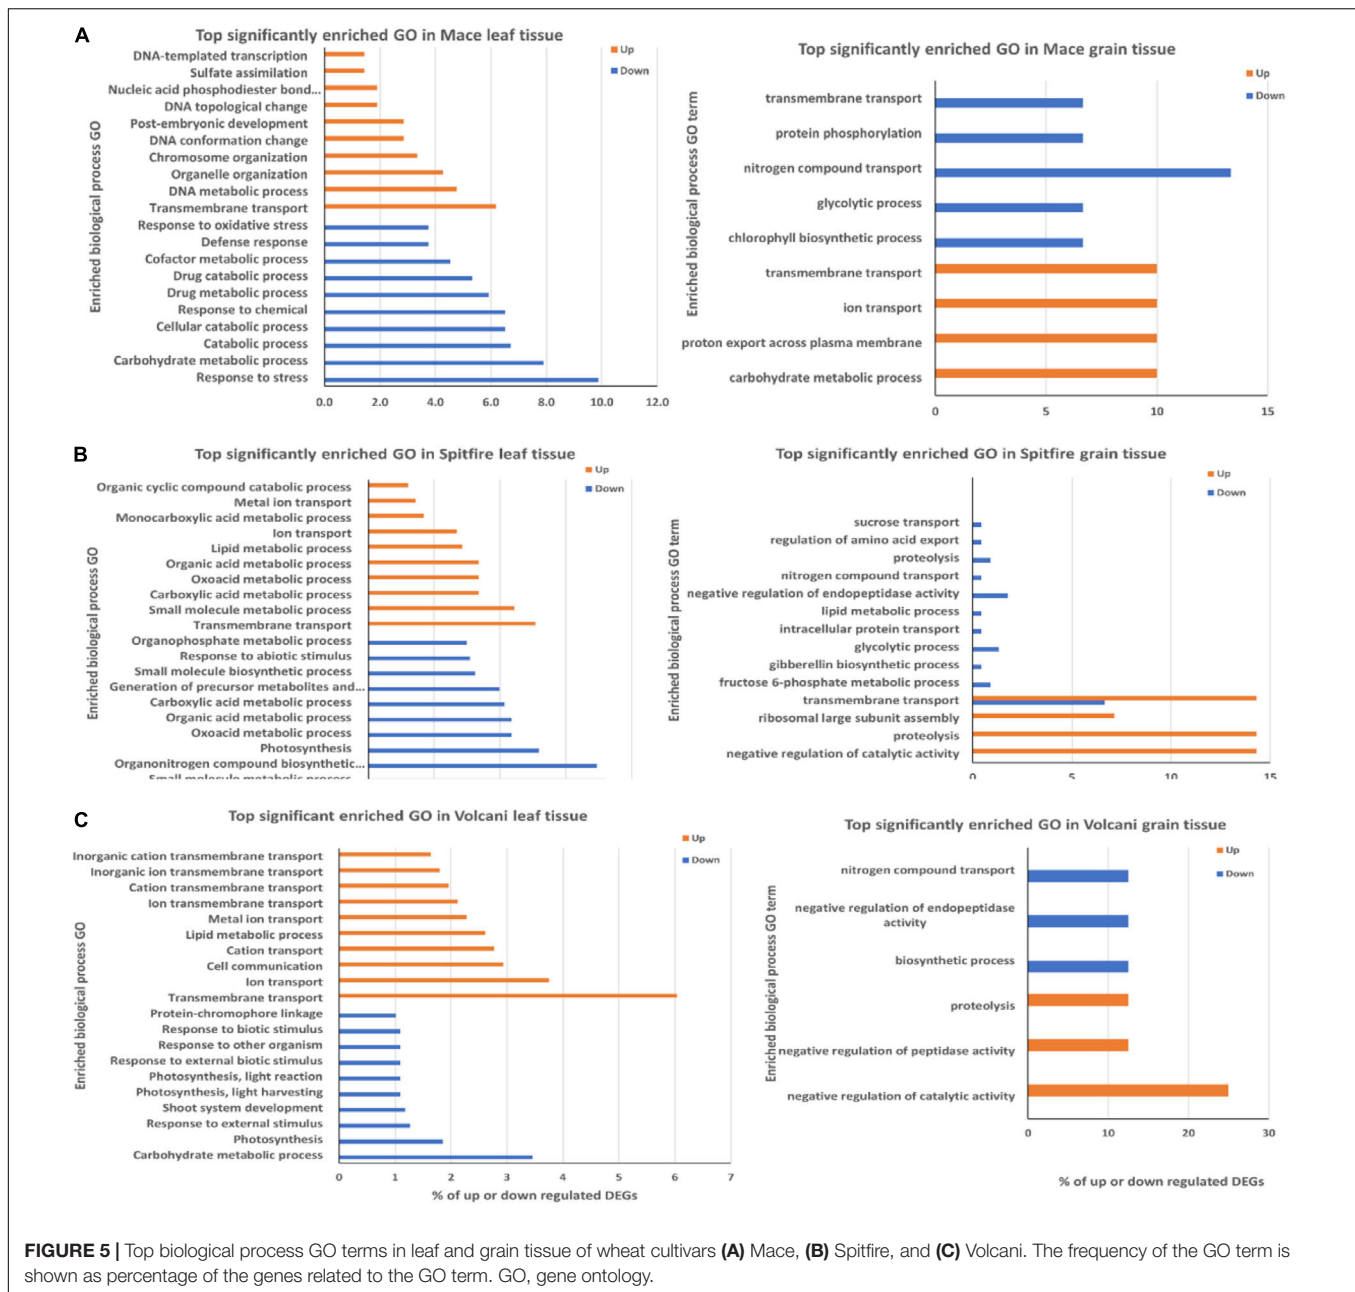 A
Top significantly enriched GO in Mace leaf tissue
Up
Down
Enriched biological process GO
DNA-templated transcription
Sulfate assimilation
Nucleic acid phosphodiester bond...
DNA topological change
Post-embryonic development
DNA conformation change
Chromosome organization
Organelle organization
DNA metabolic process
Transmembrane transport
Response to oxidative stress
Defense response
Cofactor metabolic process
Drug catabolic process
Drug metabolic process
Response to chemical
Cellular catabolic process
Catabolic process
Carbohydrate metabolic process
Response to stress
0.0 2.0 4.0 6.0 8.0 10.0 12.0
Top significantly enriched GO in Mace grain tissue
Up
Down
Enriched biological process GO term
transmembrane transport
protein phosphorylation
nitrogen compound transport
glycolytic process
chlorophyll biosynthetic process
transmembrane transport
ion transport
proton export across plasma membrane
carbohydrate metabolic process
0 5 10 15
B
Top significantly enriched GO in Spitfire leaf tissue
Up
Down
Enriched biological process GO
Organic cyclic compound catabolic process
Metal ion transport
Monocarboxylic acid metabolic process
Ion transport
Lipid metabolic process
Organic acid metabolic process
Oxoacid metabolic process
Carboxylic acid metabolic process
Small molecule metabolic process
Transmembrane transport
Organophosphate metabolic process
Response to abiotic stimulus
Small molecule biosynthetic process
Generation of precursor metabolites and...
Carboxylic acid metabolic process
Organic acid metabolic process
Oxoacid metabolic process
Photosynthesis
Organonitrogen compound biosynthetic...
Small molecule metabolic process
Top significantly enriched GO in Spitfire grain tissue
Up
Down
Enriched biological process GO term
sucrose transport
regulation of amino acid export
proteolysis
nitrogen compound transport
negative regulation of endopeptidase activity
lipid metabolic process
intracellular protein transport
glycolytic process
gibberellin biosynthetic process
fructose 6-phosphate metabolic process
transmembrane transport
ribosomal large subunit assembly
proteolysis
negative regulation of catalytic activity
0 5 10 15
C
Top significant enriched GO in Volcani leaf tissue
Up
Down
Enriched biological process GO
Inorganic cation transmembrane transport
Inorganic ion transmembrane transport
Cation transmembrane transport
Ion transmembrane transport
Metal ion transport
Lipid metabolic process
Cation transport
Cell communication
Ion transport
Transmembrane transport
Protein-chromophore linkage
Response to biotic stimulus
Response to other organism
Response to external biotic stimulus
Photosynthesis, light reaction
Photosynthesis, light harvesting
Shoot system development
Response to external stimulus
Photosynthesis
Carbohydrate metabolic process
0 1 2 3 4 5 6 7
% of up or down regulated DEGs
Top significantly enriched GO in Volcani grain tissue
Up
Down
Enriched biological process GO term
nitrogen compound transport
negative regulation of endopeptidase
activity
biosynthetic process
proteolysis
negative regulation of peptidase activity
negative regulation of catalytic activity
0 10 20 30
% of up or down regulated DEGs
FIGURE 5 | Top biological process GO terms in leaf and grain tissue of wheat cultivars (A) Mace, (B) Spitfire, and (C) Volcani. The frequency of the GO term is
shown as percentage of the genes related to the GO term. GO, gene ontology.